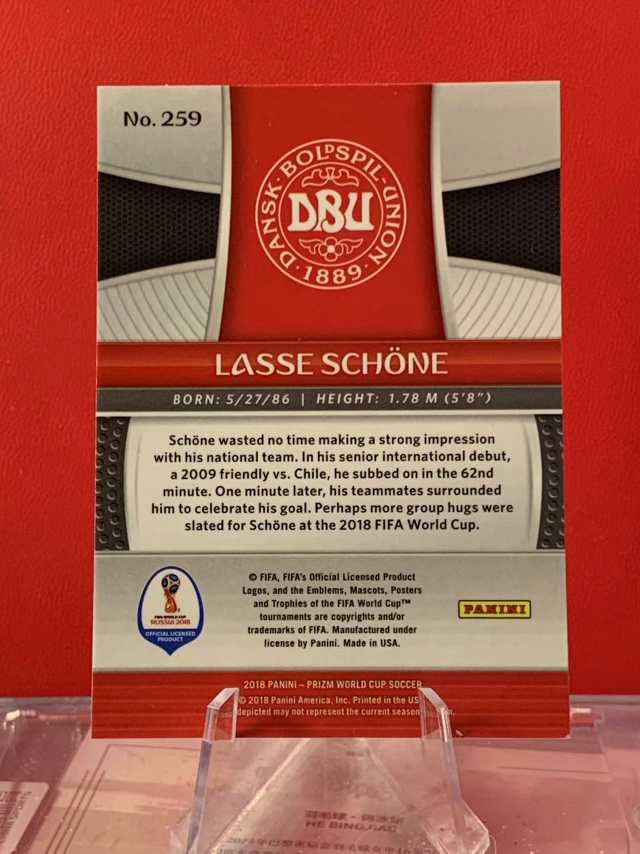 No. 259
DANSK·BOLDSPIL-UNION
DBU
·1889·
LASSE SCHÖNE
BORN: 5/27/86 | HEIGHT: 1.78 M (5'8")
Schöne wasted no time making a strong impression
with his national team. In his senior international debut,
a 2009 friendly vs. Chile, he subbed on in the 62nd
minute. One minute later, his teammates surrounded
him to celebrate his goal. Perhaps more group hugs were
slated for Schöne at the 2018 FIFA World Cup.
FIFA WORLD CUP
RUSSIA 2018
OFFICIAL LICENSED
PRODUCT
© FIFA, FIFA's Official Licensed Product
Logos, and the Emblems, Mascots, Posters
and Trophies of the FIFA World Cup™
tournaments are copyrights and/or
trademarks of FIFA. Manufactured under
license by Panini. Made in USA.
PANINI
2018 PANINI – PRIZM WORLD CUP SOCCER
© 2018 Panini America, Inc. Printed in the US
depicted may not represent the current season
HE BINGJIAO